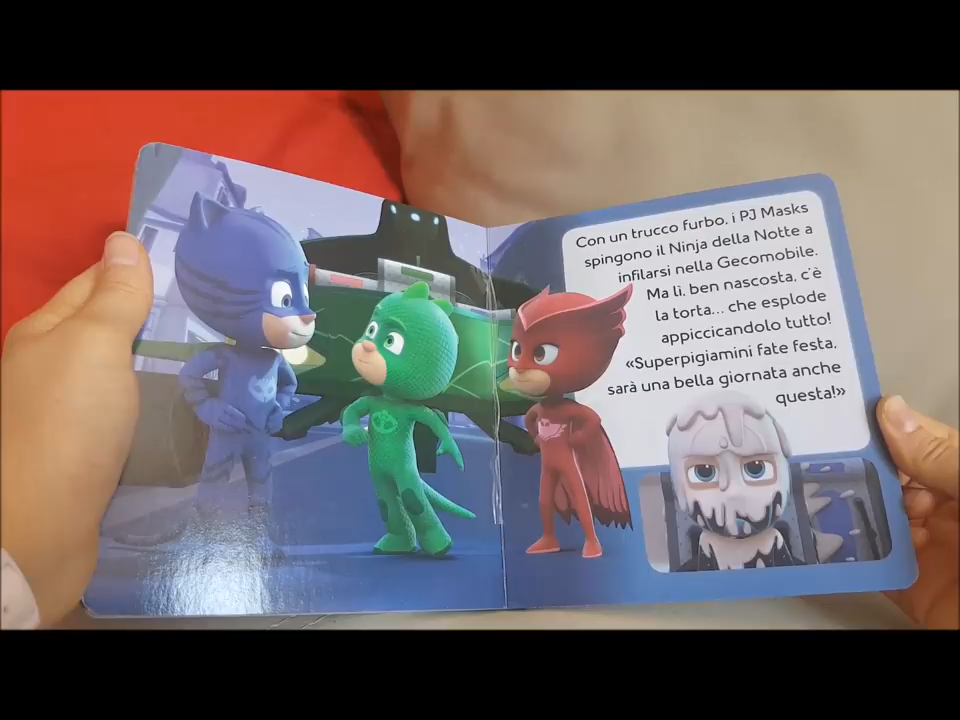 Con un trucco furbo, i PJ Masks
spingono il Ninja della Notte a
infilarsi nella Gecomobile.
Ma lì, ben nascosta, c'è
la torta... che esplode
appiccicandolo tutto!
«Superpigiamini fate festa,
sarà una bella giornata anche
questa!»